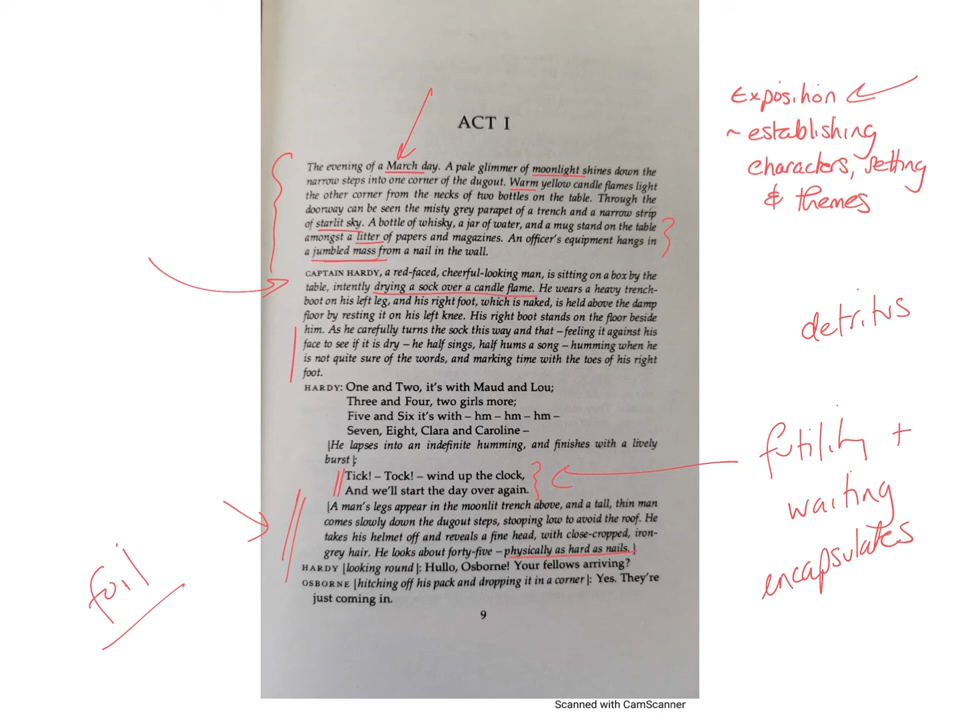 ACT I
The evening of a March day. A pale glimmer of moonlight shines down the
narrow steps into one corner of the dugout. Warm yellow candle flames light
the other corner from the necks of two bottles on the table. Through the
doorway can be seen the misty grey parapet of a trench and a narrow strip
of starlit sky. A bottle of whisky, a jar of water, and a mug stand on the table
amongst a litter of papers and magazines. An officer's equipment hangs in
a jumbled mass from a nail in the wall.
CAPTAIN HARDY, a red-faced, cheerful-looking man, is sitting on a box by the
table, intently drying a sock over a candle flame. He wears a heavy trench-
boot on his left leg, and his right foot, which is naked, is held above the damp
floor by resting it on his left knee. His right boot stands on the floor beside
him. As he carefully turns the sock this way and that – feeling it against his
face to see if it is dry – he half sings, half hums a song – humming when he
is not quite sure of the words, and marking time with the toes of his right
foot.
HARDY: One and Two, it's with Maud and Lou;
Three and Four, two girls more;
Five and Six it's with – hm – hm – hm –
Seven, Eight, Clara and Caroline –
[He lapses into an indefinite humming, and finishes with a lively
burst]:
Tick! – Tock! – wind up the clock,
And we'll start the day over again.
[A man's legs appear in the moonlit trench above, and a tall, thin man
comes slowly down the dugout steps, stooping low to avoid the roof. He
takes his helmet off and reveals a fine head, with close-cropped, iron-
grey hair. He looks about forty-five – physically as hard as nails.]
HARDY [looking round]: Hullo, Osborne! Your fellows arriving?
OSBORNE [hitching off his pack and dropping it in a corner]: Yes. They're
just coming in.
9
Exposition
~ establishing
characters, setting
& themes
detritus
futility +
waiting
encapsulates
foil
Scanned with CamScanner